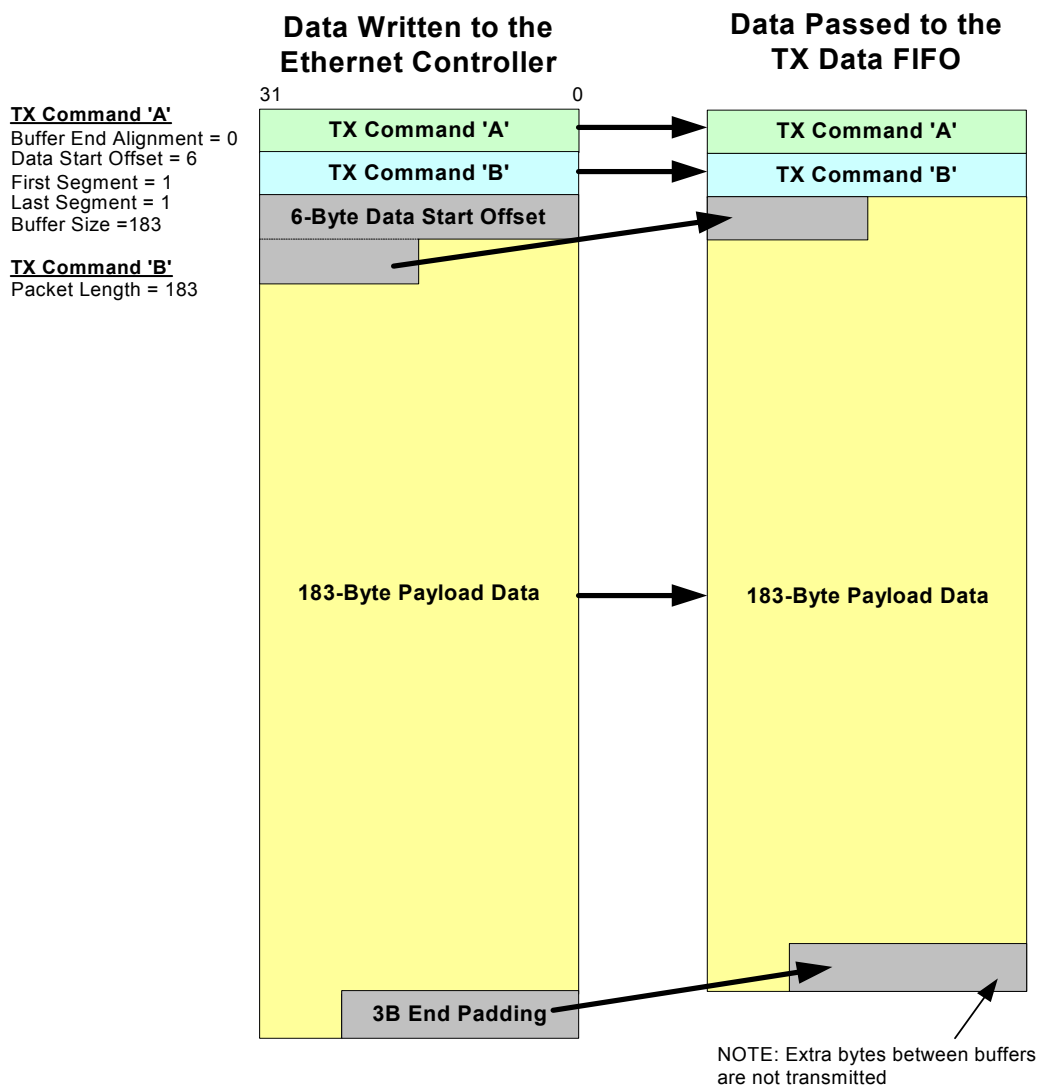 Data Written to the
Ethernet Controller
Data Passed to the
TX Data FIFO
31
0
TX Command 'A'
Buffer End Alignment = 0
Data Start Offset = 6
First Segment = 1
Last Segment = 1
Buffer Size =183
TX Command 'B'
Packet Length = 183
TX Command 'A'
TX Command 'B'
6-Byte Data Start Offset
183-Byte Payload Data
3B End Padding
TX Command 'A'
TX Command 'B'
183-Byte Payload Data
NOTE: Extra bytes between buffers
are not transmitted